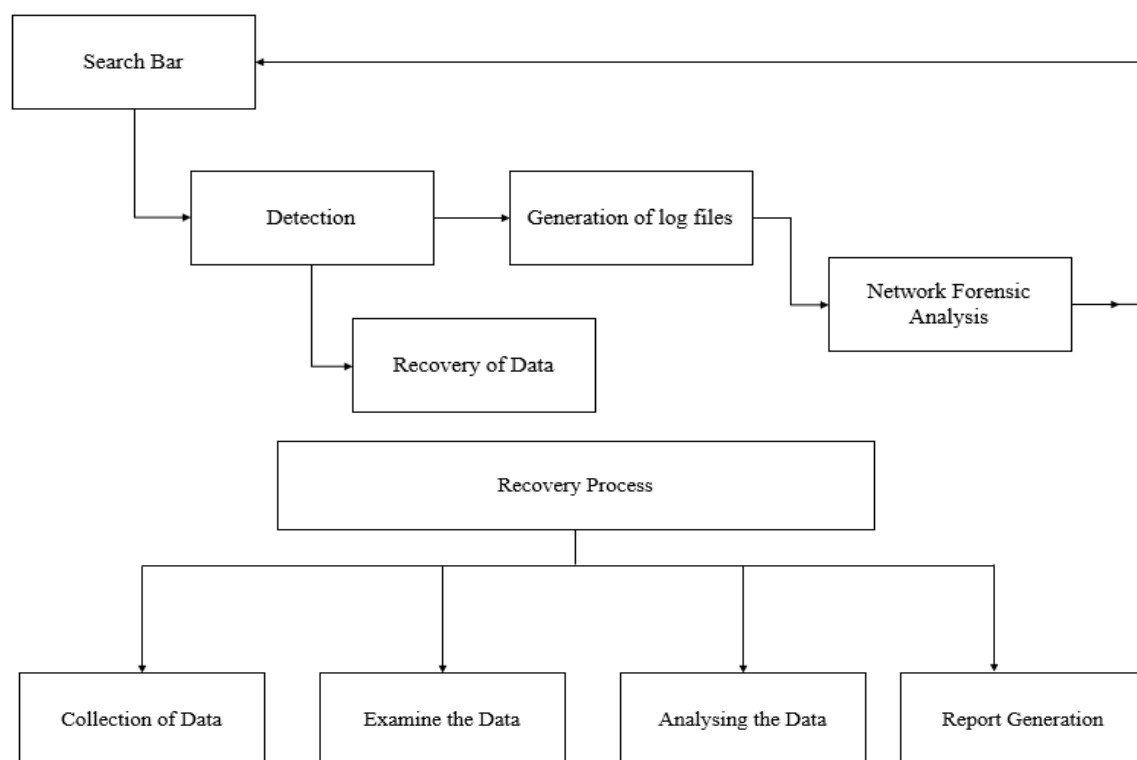 Search Bar
Detection
Generation of log files
Network Forensic
Analysis
Recovery of Data
Recovery Process
Collection of Data
Examine the Data
Analysing the Data
Report Generation